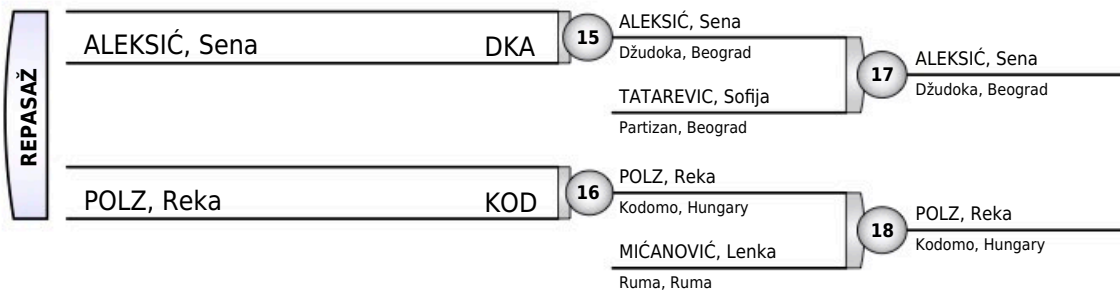 REPASAŽ
ALEKSIĆ, Sena DKA
15
ALEKSIĆ, Sena
Džudoka, Beograd
TATAREVIC, Sofija
Partizan, Beograd
17
ALEKSIĆ, Sena
Džudoka, Beograd
POLZ, Reka KOD
16
POLZ, Reka
Kodomo, Hungary
MIĆANOVIĆ, Lenka
Ruma, Ruma
18
POLZ, Reka
Kodomo, Hungary